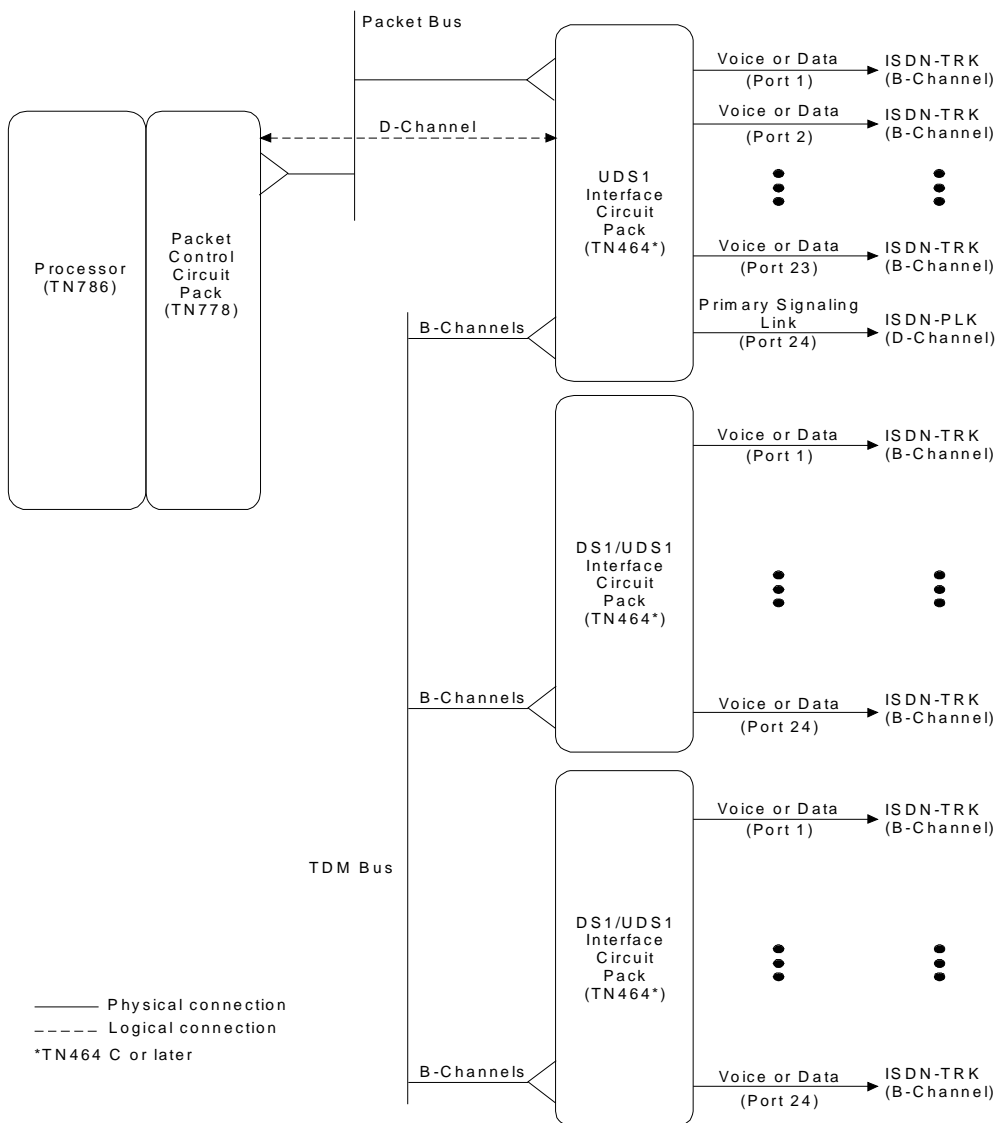 Packet Bus
Processor
(TN786)
Packet
Control
Circuit
Pack
(TN778)
D-Channel
UDS1
Interface
Circuit
Pack
(TN464*)
Voice or Data
(Port 1)
ISDN-TRK
(B-Channel)
Voice or Data
(Port 2)
ISDN-TRK
(B-Channel)
Voice or Data
(Port 23)
ISDN-TRK
(B-Channel)
Primary Signaling
Link
(Port 24)
ISDN-PLK
(D-Channel)
B-Channels
DS1/UDS1
Interface
Circuit
Pack
(TN464*)
Voice or Data
(Port 1)
ISDN-TRK
(B-Channel)
B-Channels
Voice or Data
(Port 24)
ISDN-TRK
(B-Channel)
TDM Bus
DS1/UDS1
Interface
Circuit
Pack
(TN464*)
Voice or Data
(Port 1)
ISDN-TRK
(B-Channel)
B-Channels
Voice or Data
(Port 24)
ISDN-TRK
(B-Channel)
Physical connection
Logical connection
*TN464 C or later